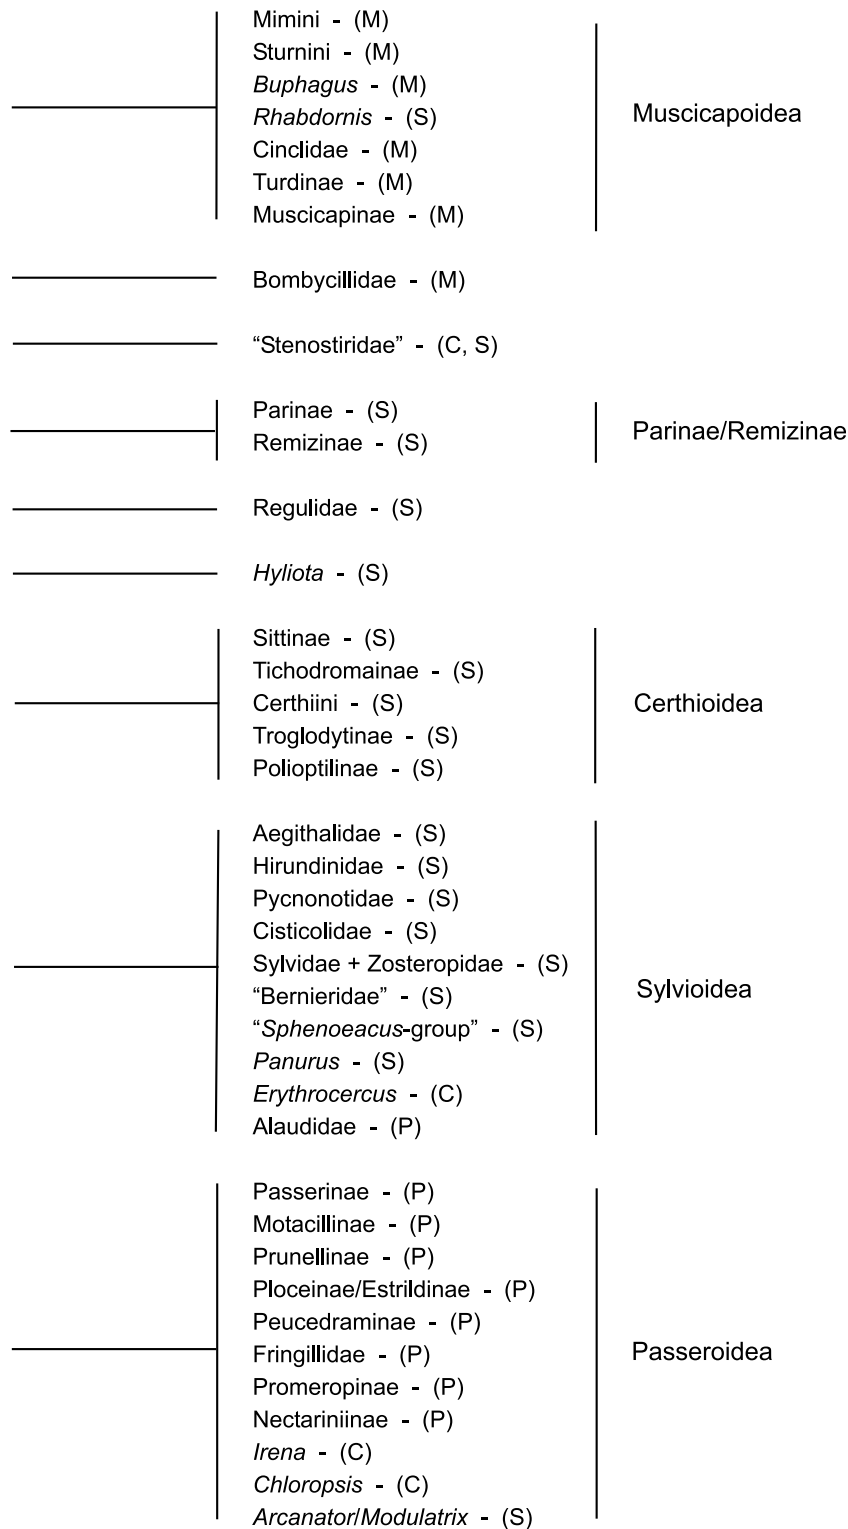 Mimini - (M)
Sturnini - (M)
Buphagus - (M)
Rhabdornis - (S)
Cinclidae - (M)
Turdinae - (M)
Muscicapinae - (M)
Muscicapoidea
Bombycillidae - (M)
“Stenostiridae” - (C, S)
Parinae - (S)
Remizinae - (S)
Parinae/Remizinae
Regulidae - (S)
Hyliota - (S)
Sittinae - (S)
Tichodromainae - (S)
Certhiini - (S)
Troglodytinae - (S)
Polioptilinae - (S)
Certhioidea
Aegithalidae - (S)
Hirundinidae - (S)
Pycnonotidae - (S)
Cisticolidae - (S)
Sylvidae + Zosteropidae - (S)
“Bernieridae” - (S)
“Sphenoeacus-group” - (S)
Panurus - (S)
Erythrocercus - (C)
Alaudidae - (P)
Sylvioidea
Passerinae - (P)
Motacillinae - (P)
Prunellinae - (P)
Ploceinae/Estrildinae - (P)
Peucedraminae - (P)
Fringillidae - (P)
Promeropinae - (P)
Nectariniinae - (P)
Irena - (C)
Chloropsis - (C)
Arcanator/Modulatrix - (S)
Passeroidea